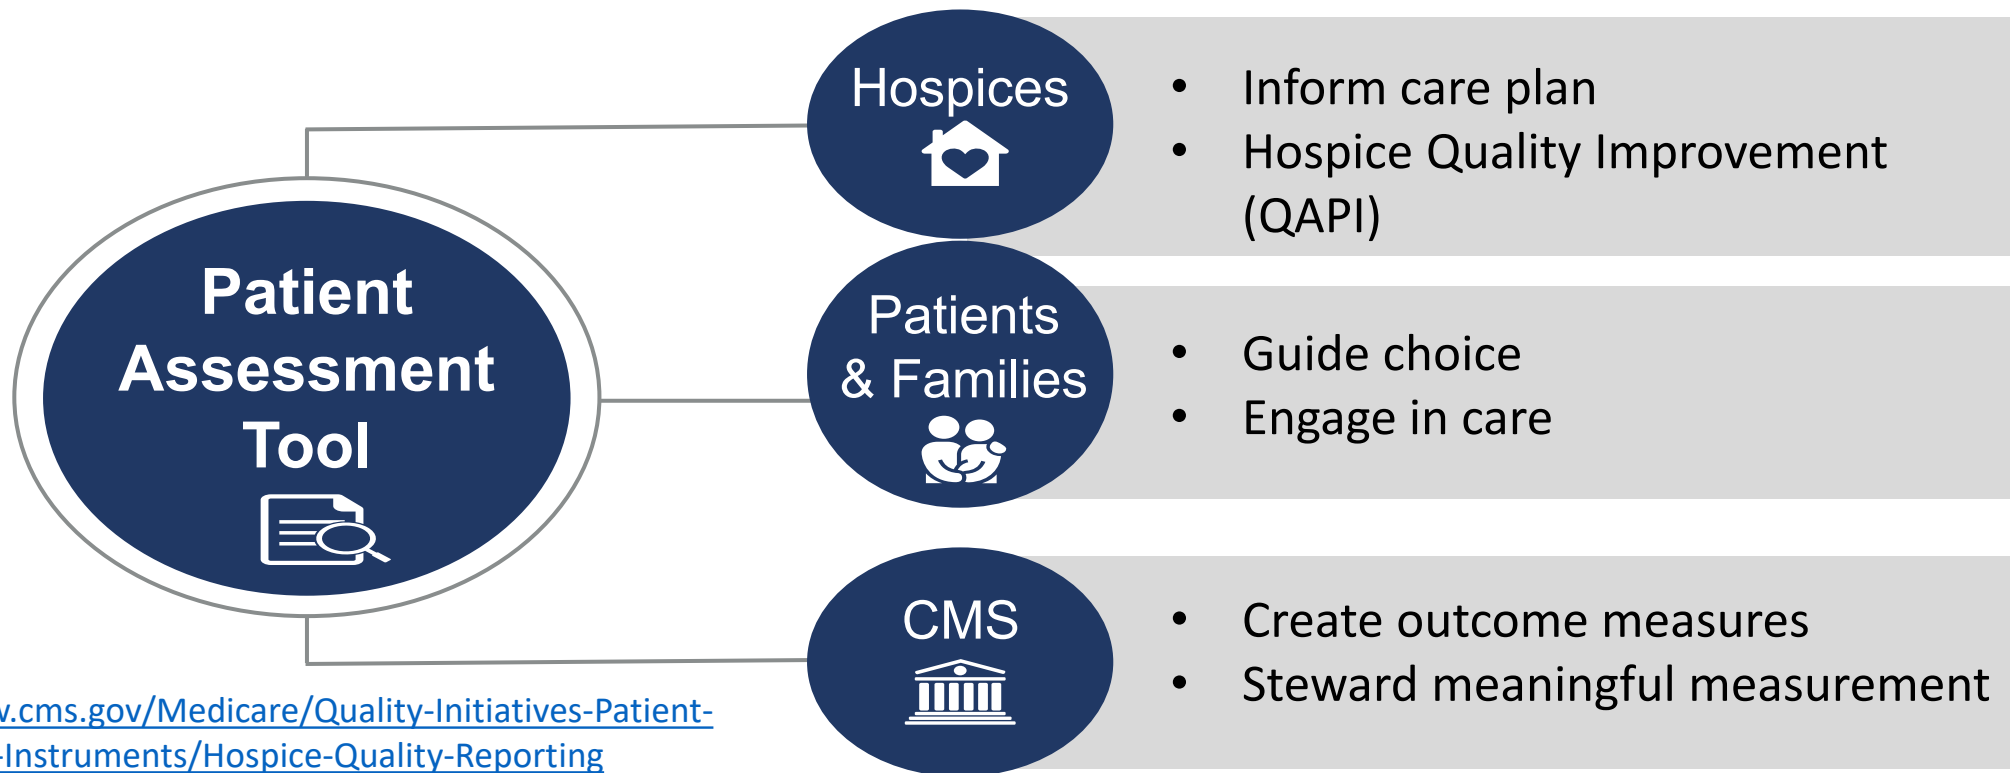 Patient
Assessment
Tool
Hospices
• Inform care plan
• Hospice Quality Improvement
(QAPI)
Patients
& Families
• Guide choice
• Engage in care
CMS
• Create outcome measures
• Steward meaningful measurement
.cms.gov/Medicare/Quality-Initiatives-Patient-
-Instruments/Hospice-Quality-Reporting